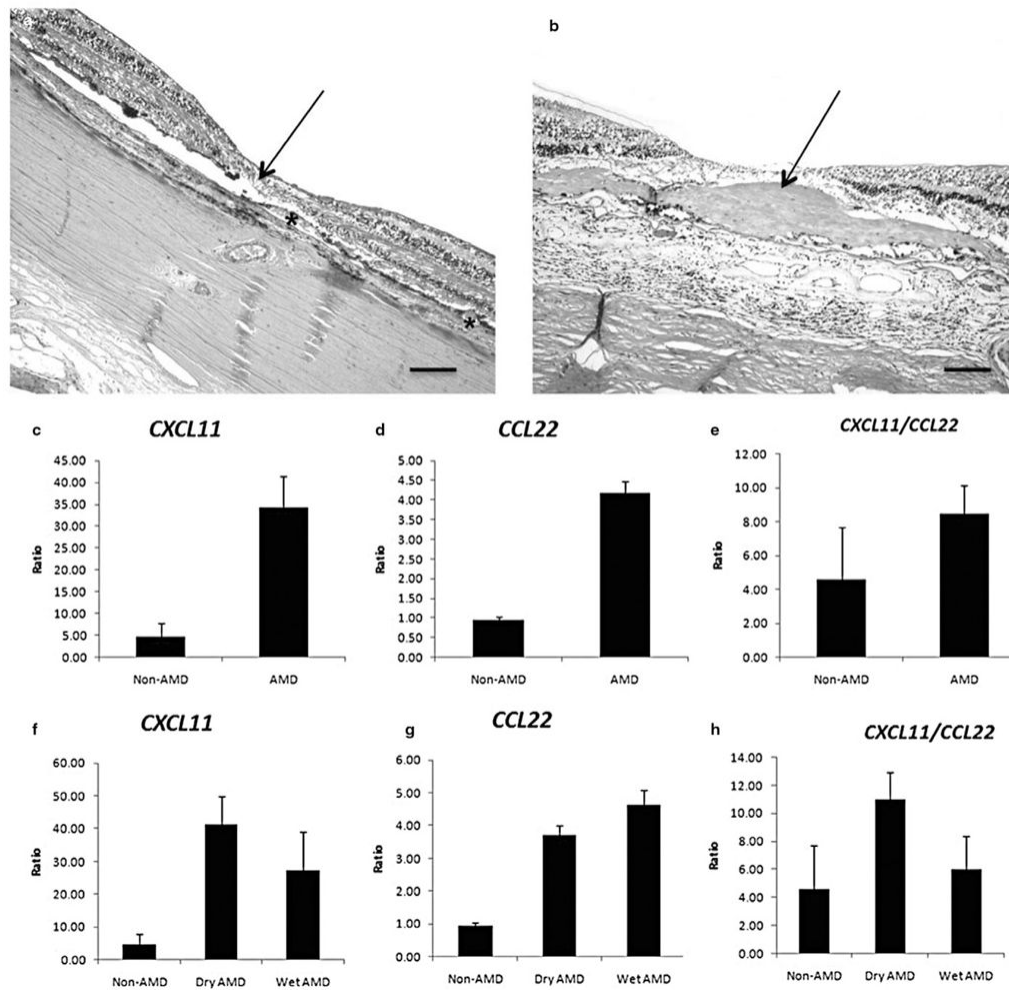 a
b
*
*
c
CXCL11
Ratio
45.00
40.00
35.00
30.00
25.00
20.00
15.00
10.00
5.00
0.00
Non-AMD
AMD
d
CCL22
Ratio
5.00
4.50
4.00
3.50
3.00
2.50
2.00
1.50
1.00
0.50
0.00
Non-AMD
AMD
e
CXCL11/CCL22
Ratio
12.00
10.00
8.00
6.00
4.00
2.00
0.00
Non-AMD
AMD
f
CXCL11
Ratio
60.00
50.00
40.00
30.00
20.00
10.00
0.00
Non-AMD
Dry AMD
Wet AMD
g
CCL22
Ratio
6.00
5.00
4.00
3.00
2.00
1.00
0.00
Non-AMD
Dry AMD
Wet AMD
h
CXCL11/CCL22
Ratio
14.00
12.00
10.00
8.00
6.00
4.00
2.00
0.00
Non-AMD
Dry AMD
Wet AMD